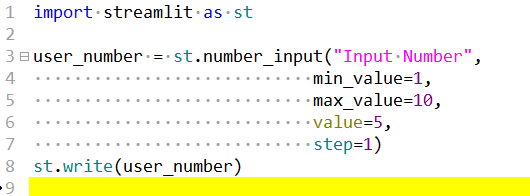 1 import streamlit as st
2
3 user_number = st.number_input("Input Number",
4                             min_value=1,
5                             max_value=10,
6                             value=5,
7                             step=1)
8 st.write(user_number)
9